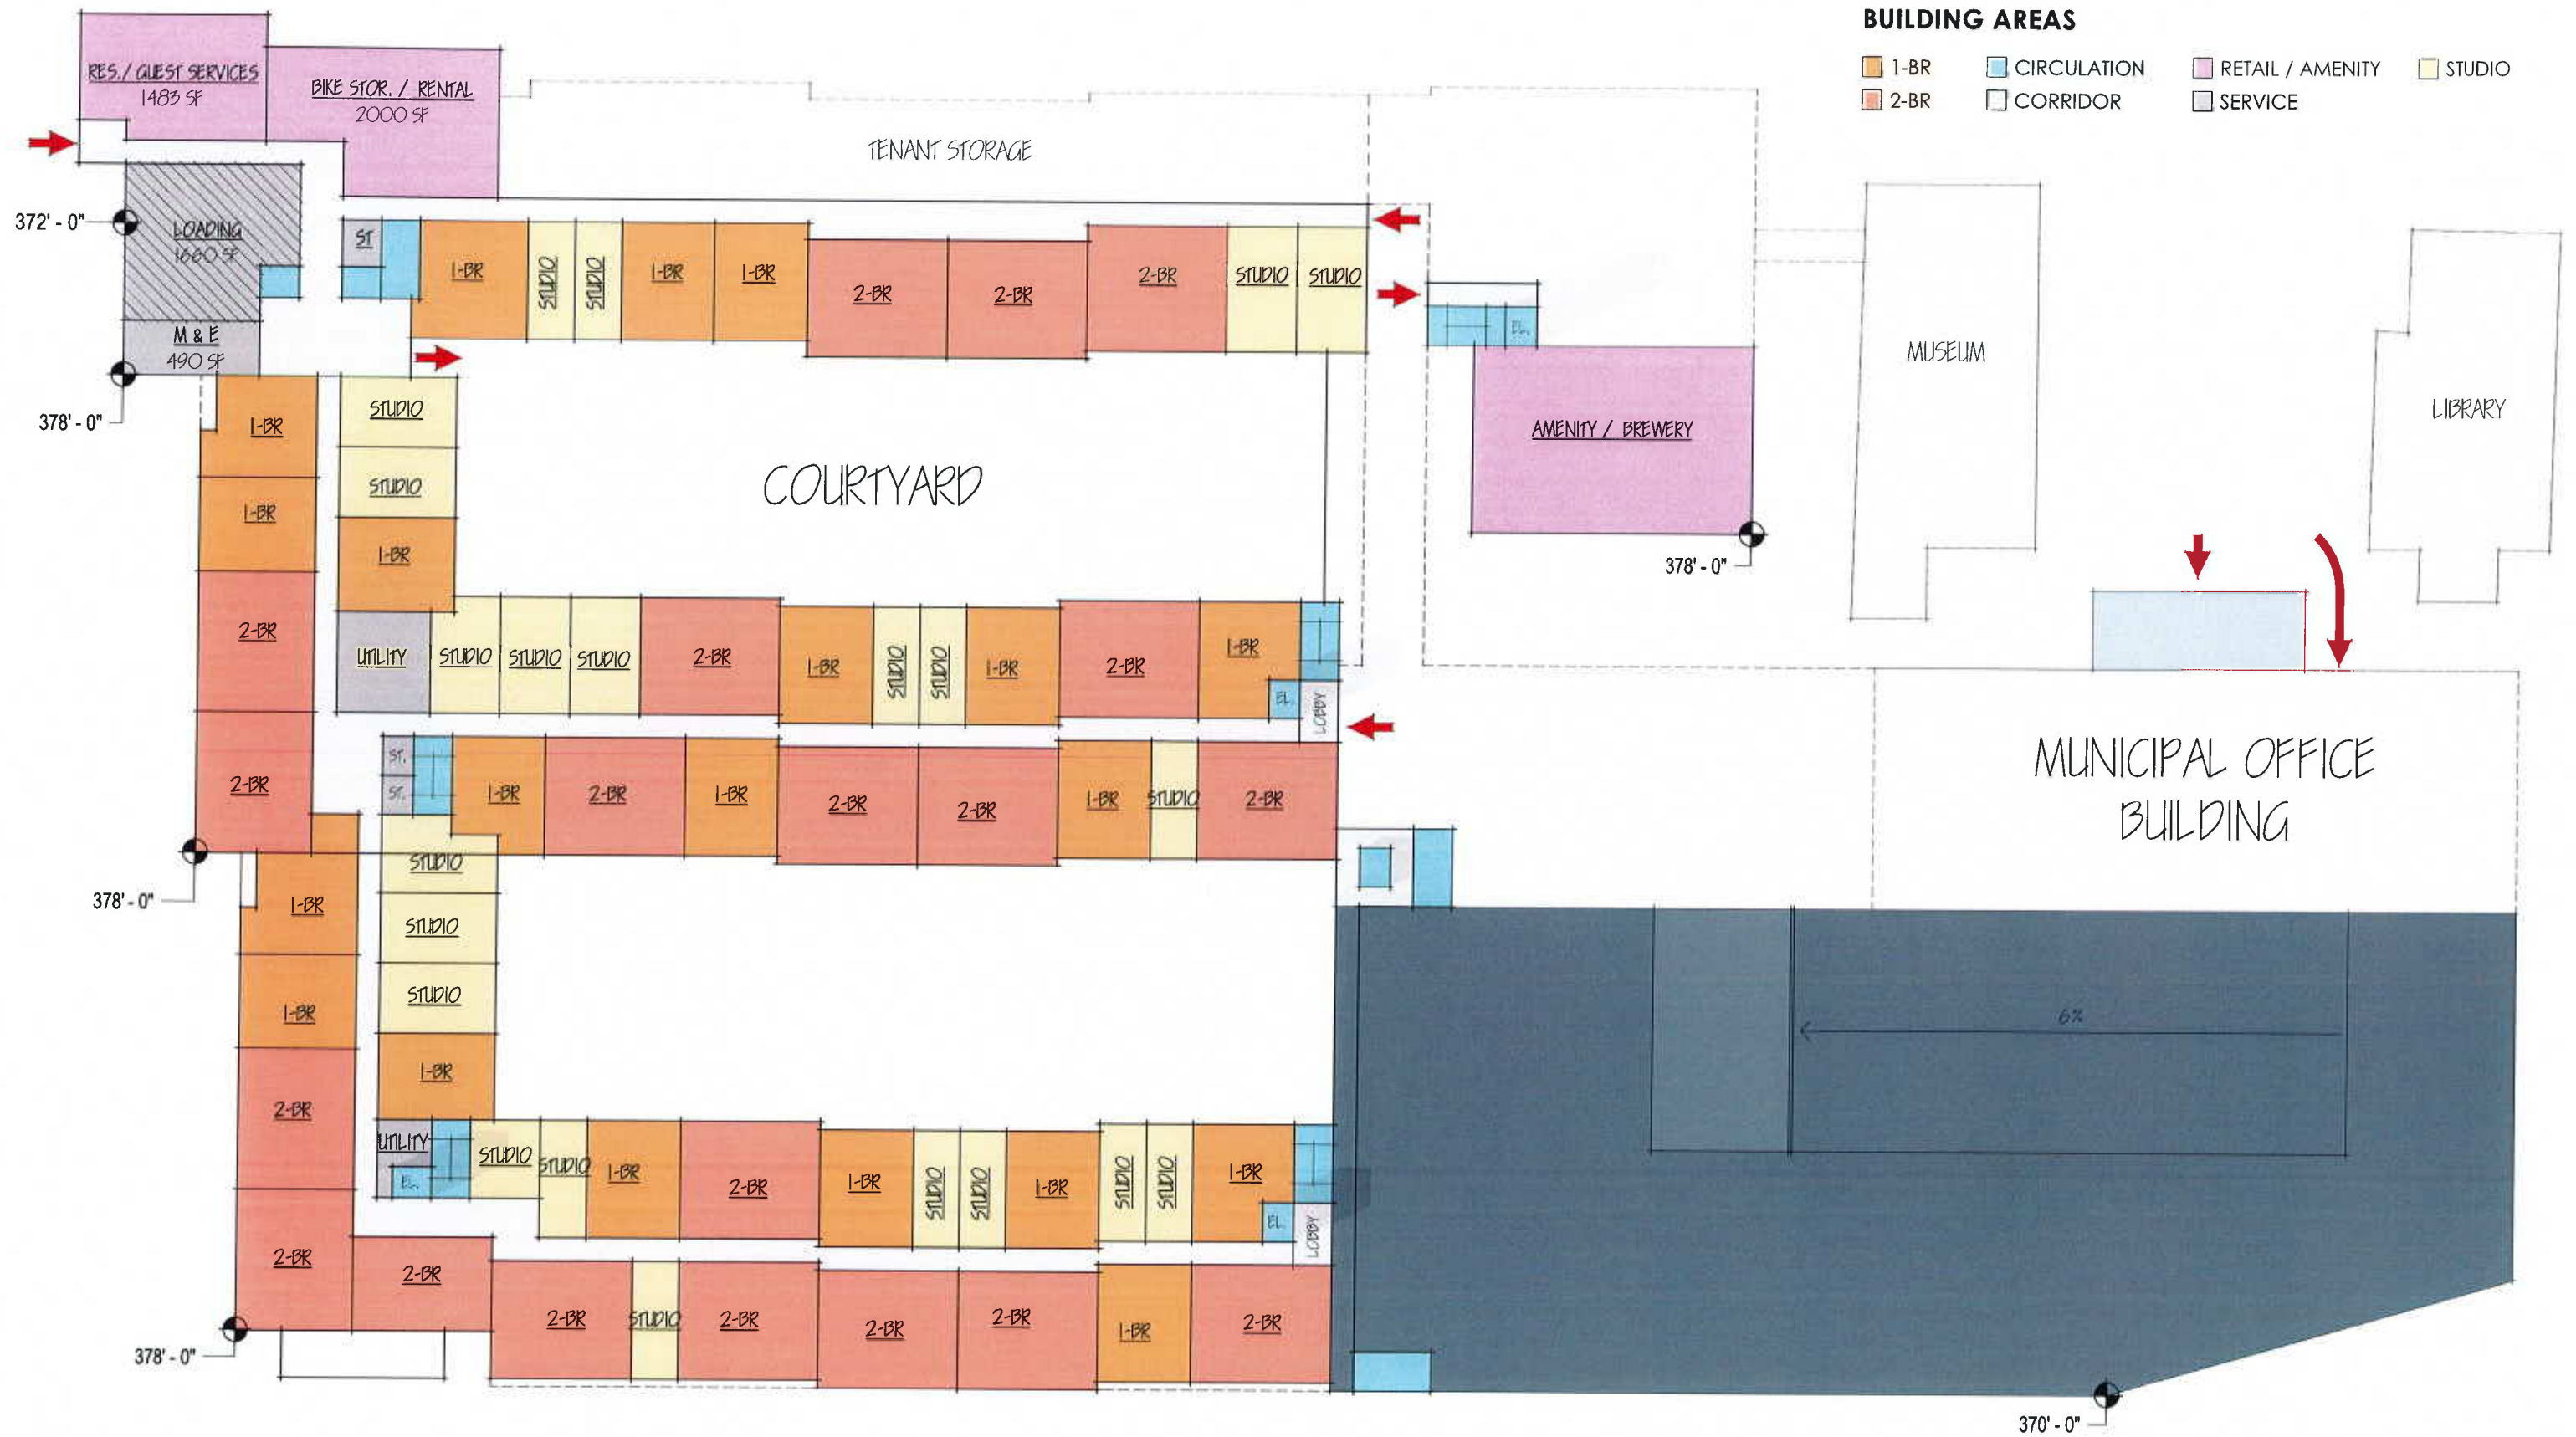 BUILDING AREAS
1-BR
CIRCULATION
RETAIL / AMENITY
STUDIO
2-BR
CORRIDOR
SERVICE
RES. / GUEST SERVICES
1483 SF
BIKE STOR. / RENTAL
2000 SF
TENANT STORAGE
372' - 0"
LOADING
1660 SF
ST
1-BR
STUDIO
STUDIO
1-BR
1-BR
2-BR
2-BR
2-BR
STUDIO
STUDIO
EL.
M & E
490 SF
378' - 0"
MUSEUM
LIBRARY
AMENITY / BREWERY
378' - 0"
COURTYARD
1-BR
STUDIO
1-BR
STUDIO
1-BR
2-BR
UTILITY
STUDIO
STUDIO
STUDIO
2-BR
1-BR
STUDIO
STUDIO
1-BR
2-BR
1-BR
EL.
LOBBY
2-BR
ST.
ST.
1-BR
2-BR
1-BR
2-BR
2-BR
1-BR
STUDIO
2-BR
MUNICIPAL OFFICE
BUILDING
378' - 0"
STUDIO
1-BR
STUDIO
1-BR
STUDIO
6%
1-BR
2-BR
UTILITY
EL.
STUDIO
STUDIO
1-BR
2-BR
1-BR
STUDIO
STUDIO
1-BR
STUDIO
STUDIO
1-BR
EL.
LOBBY
2-BR
2-BR
2-BR
STUDIO
2-BR
2-BR
2-BR
1-BR
2-BR
378' - 0"
370' - 0"